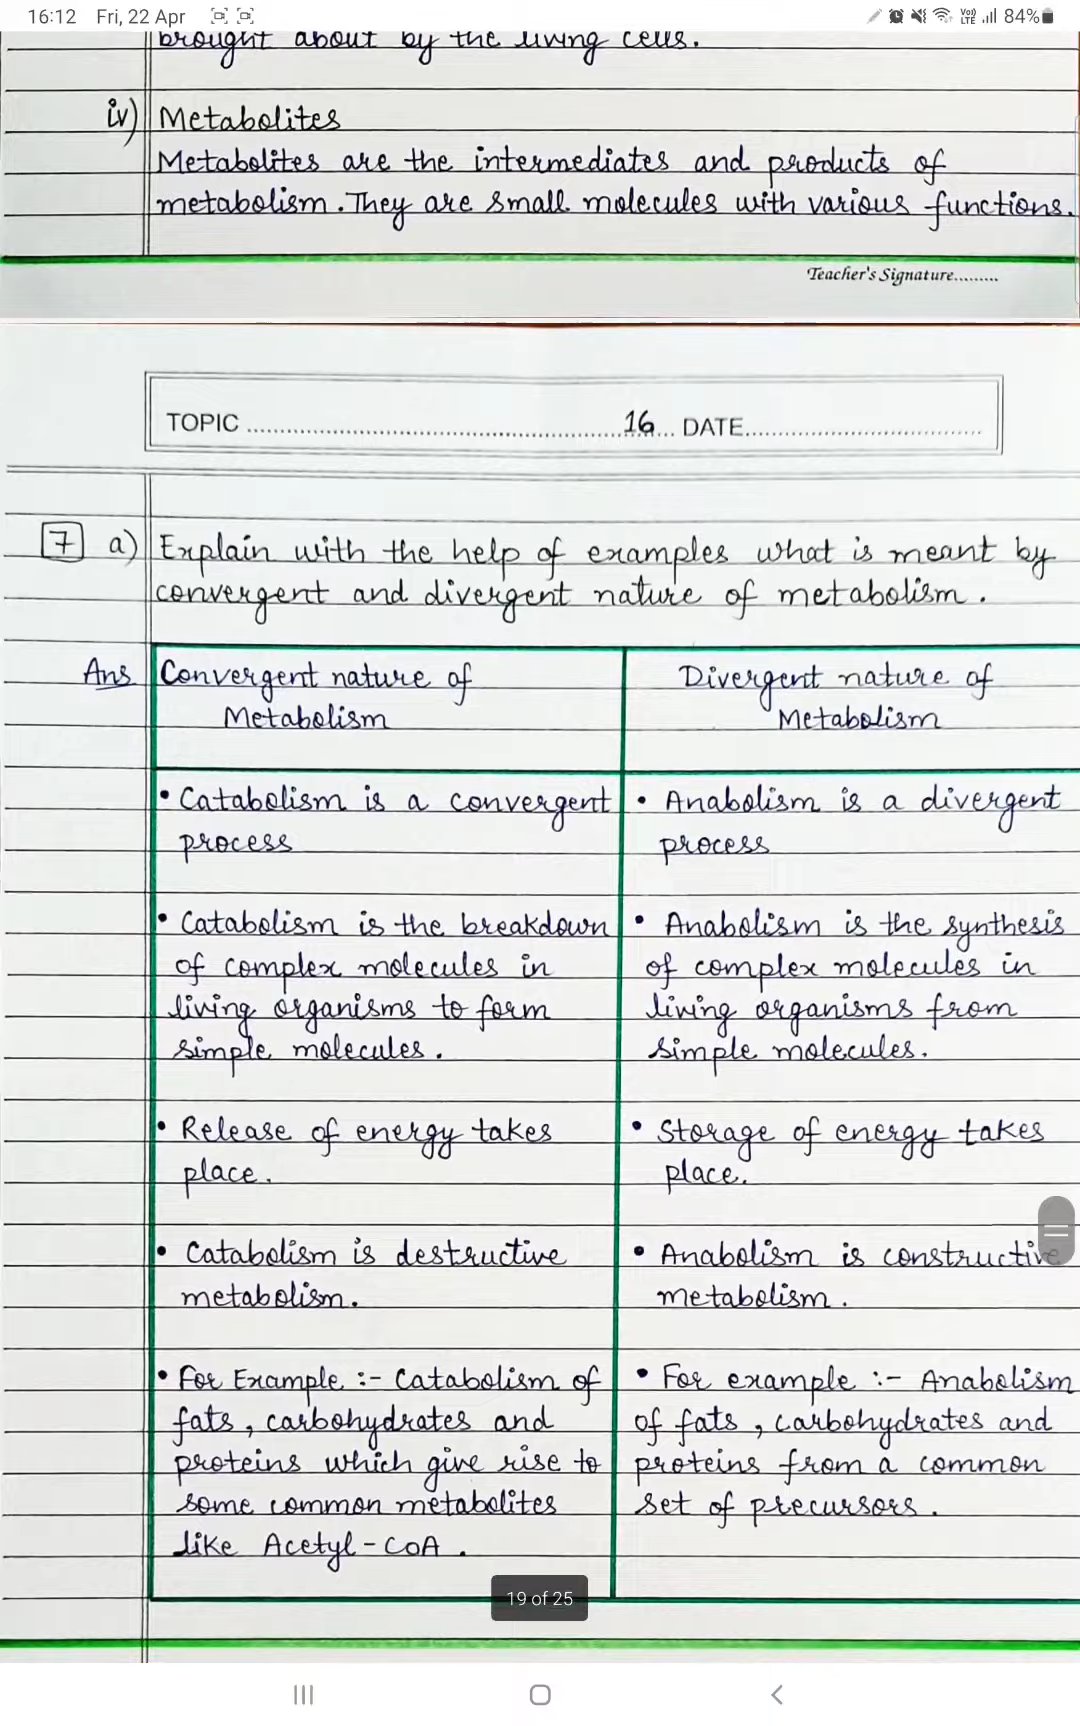 16:12 Fri, 22 Apr 84%
brought about by the living cells.
iv) Metabolites
Metabolites are the intermediates and products of
metabolism. They are small molecules with various functions.
Teacher's Signature.........
TOPIC ........................................................16... DATE...................................
7 a) Explain with the help of examples what is meant by
convergent and divergent nature of metabolism.
Ans Convergent nature of
Metabolism
• Catabolism is a convergent
process
• Catabolism is the breakdown
of complex molecules in
living organisms to form
simple molecules.
• Release of energy takes
place.
• Catabolism is destructive
metabolism.
• For Example :- Catabolism of
fats, carbohydrates and
proteins which give rise to
some common metabolites
like Acetyl-CoA.
Divergent nature of
Metabolism
• Anabolism is a divergent
process
• Anabolism is the synthesis
of complex molecules in
living organisms from
simple molecules.
• Storage of energy takes
place.
• Anabolism is constructive
metabolism.
• For example :- Anabolism
of fats, carbohydrates and
proteins from a common
set of precursors.
19 of 25